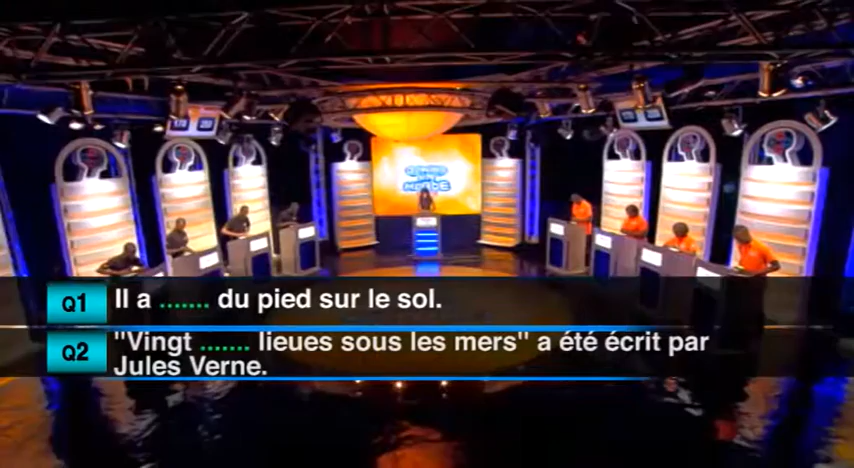 Q1 Il a ....... du pied sur le sol.
Q2 "Vingt ....... lieues sous les mers" a été écrit par
Jules Verne.